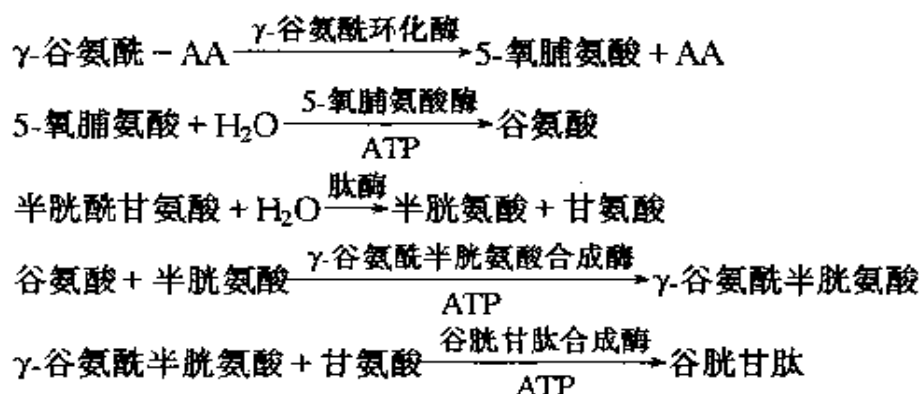 γ-谷氨酰 - AA γ-谷氨酰环化酶 5-氧脯氨酸 + AA
5-氧脯氨酸 + H₂O 5-氧脯氨酸酶 ATP 谷氨酸
半胱酰甘氨酸 + H₂O 肽酶 半胱氨酸 + 甘氨酸
谷氨酸 + 半胱氨酸 γ-谷氨酰半胱氨酸合成酶 ATP γ-谷氨酰半胱氨酸
γ-谷氨酰半胱氨酸 + 甘氨酸 谷胱甘肽合成酶 ATP 谷胱甘肽